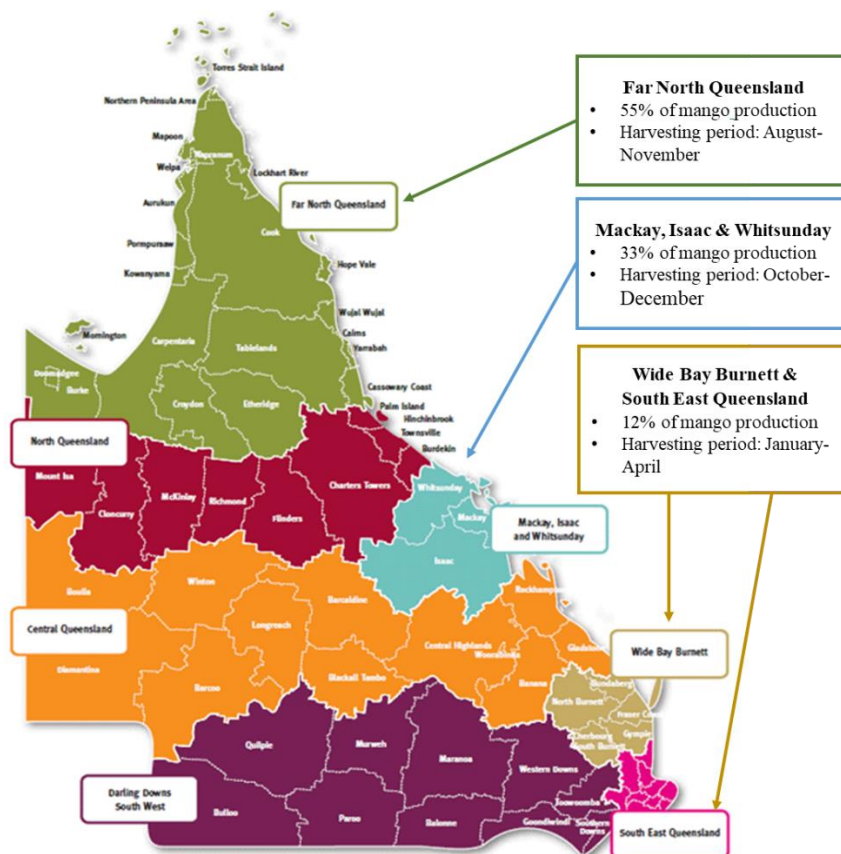 Torres Strait Island
Northern Peninsula Area
Mapoon
Napranum
Weipa
Lockhart River
Aurukun
Far North Queensland
Cook
Pormpuraw
Kowanyama
Hope Vale
Wujal Wujal
Mornington
Carpentaria
Cairns
Yarrabah
Tablelands
Doomadgee
Burke
Cassowary Coast
Croydon
Etheridge
Palm Island
Hinchinbrook
Townsville
Burdekin
North Queensland
Mount Isa
Cloncurry
McKinlay
Richmond
Flinders
Charters Towers
Whitsunday
Mackay
Isaac
Mackay, Isaac
and Whitsunday
Boulia
Winton
Barcaldine
Longreach
Central Queensland
Diamantina
Barcoo
Blackall Tambo
Central Highlands
Woorabinda
Banana
Rockhampton
Gladstone
Wide Bay Burnett
Bundaberg
North Burnett
Fraser Coast
Gympie
Cherbourg
South Burnett
Quilpie
Murweh
Maranoa
Western Downs
Toowoomba
Darling Downs
South West
Bulloo
Paroo
Balonne
Goondiwindi
Southern
Downs
South East Queensland
Far North Queensland
• 55% of mango production
• Harvesting period: August-
November
Mackay, Isaac & Whitsunday
• 33% of mango production
• Harvesting period: October-
December
Wide Bay Burnett &
South East Queensland
• 12% of mango production
• Harvesting period: January-
April